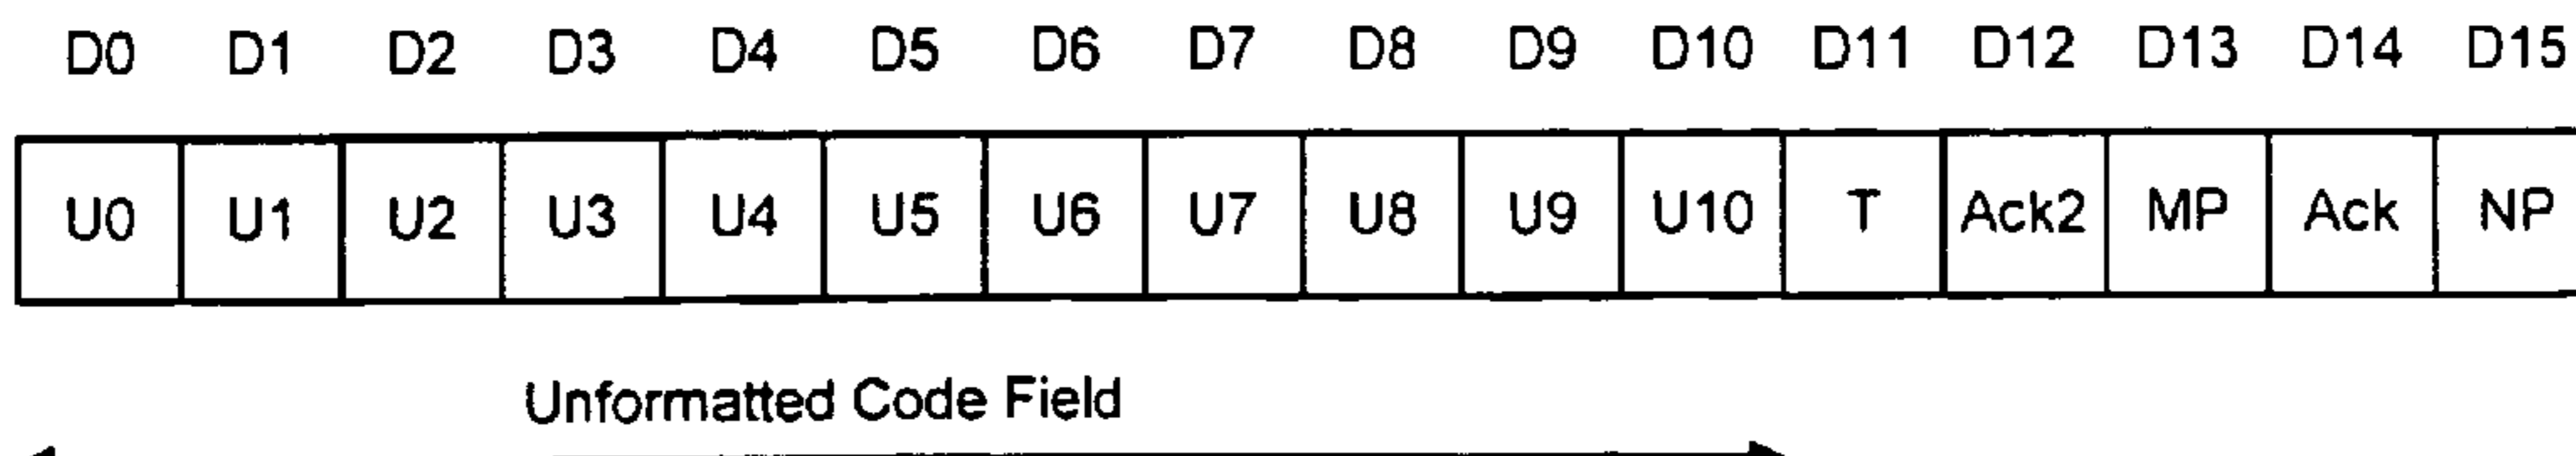 D0 D1 D2 D3 D4 D5 D6 D7 D8 D9 D10 D11 D12 D13 D14 D15
U0 U1 U2 U3 U4 U5 U6 U7 U8 U9 U10 T Ack2 MP Ack NP
Unformatted Code Field